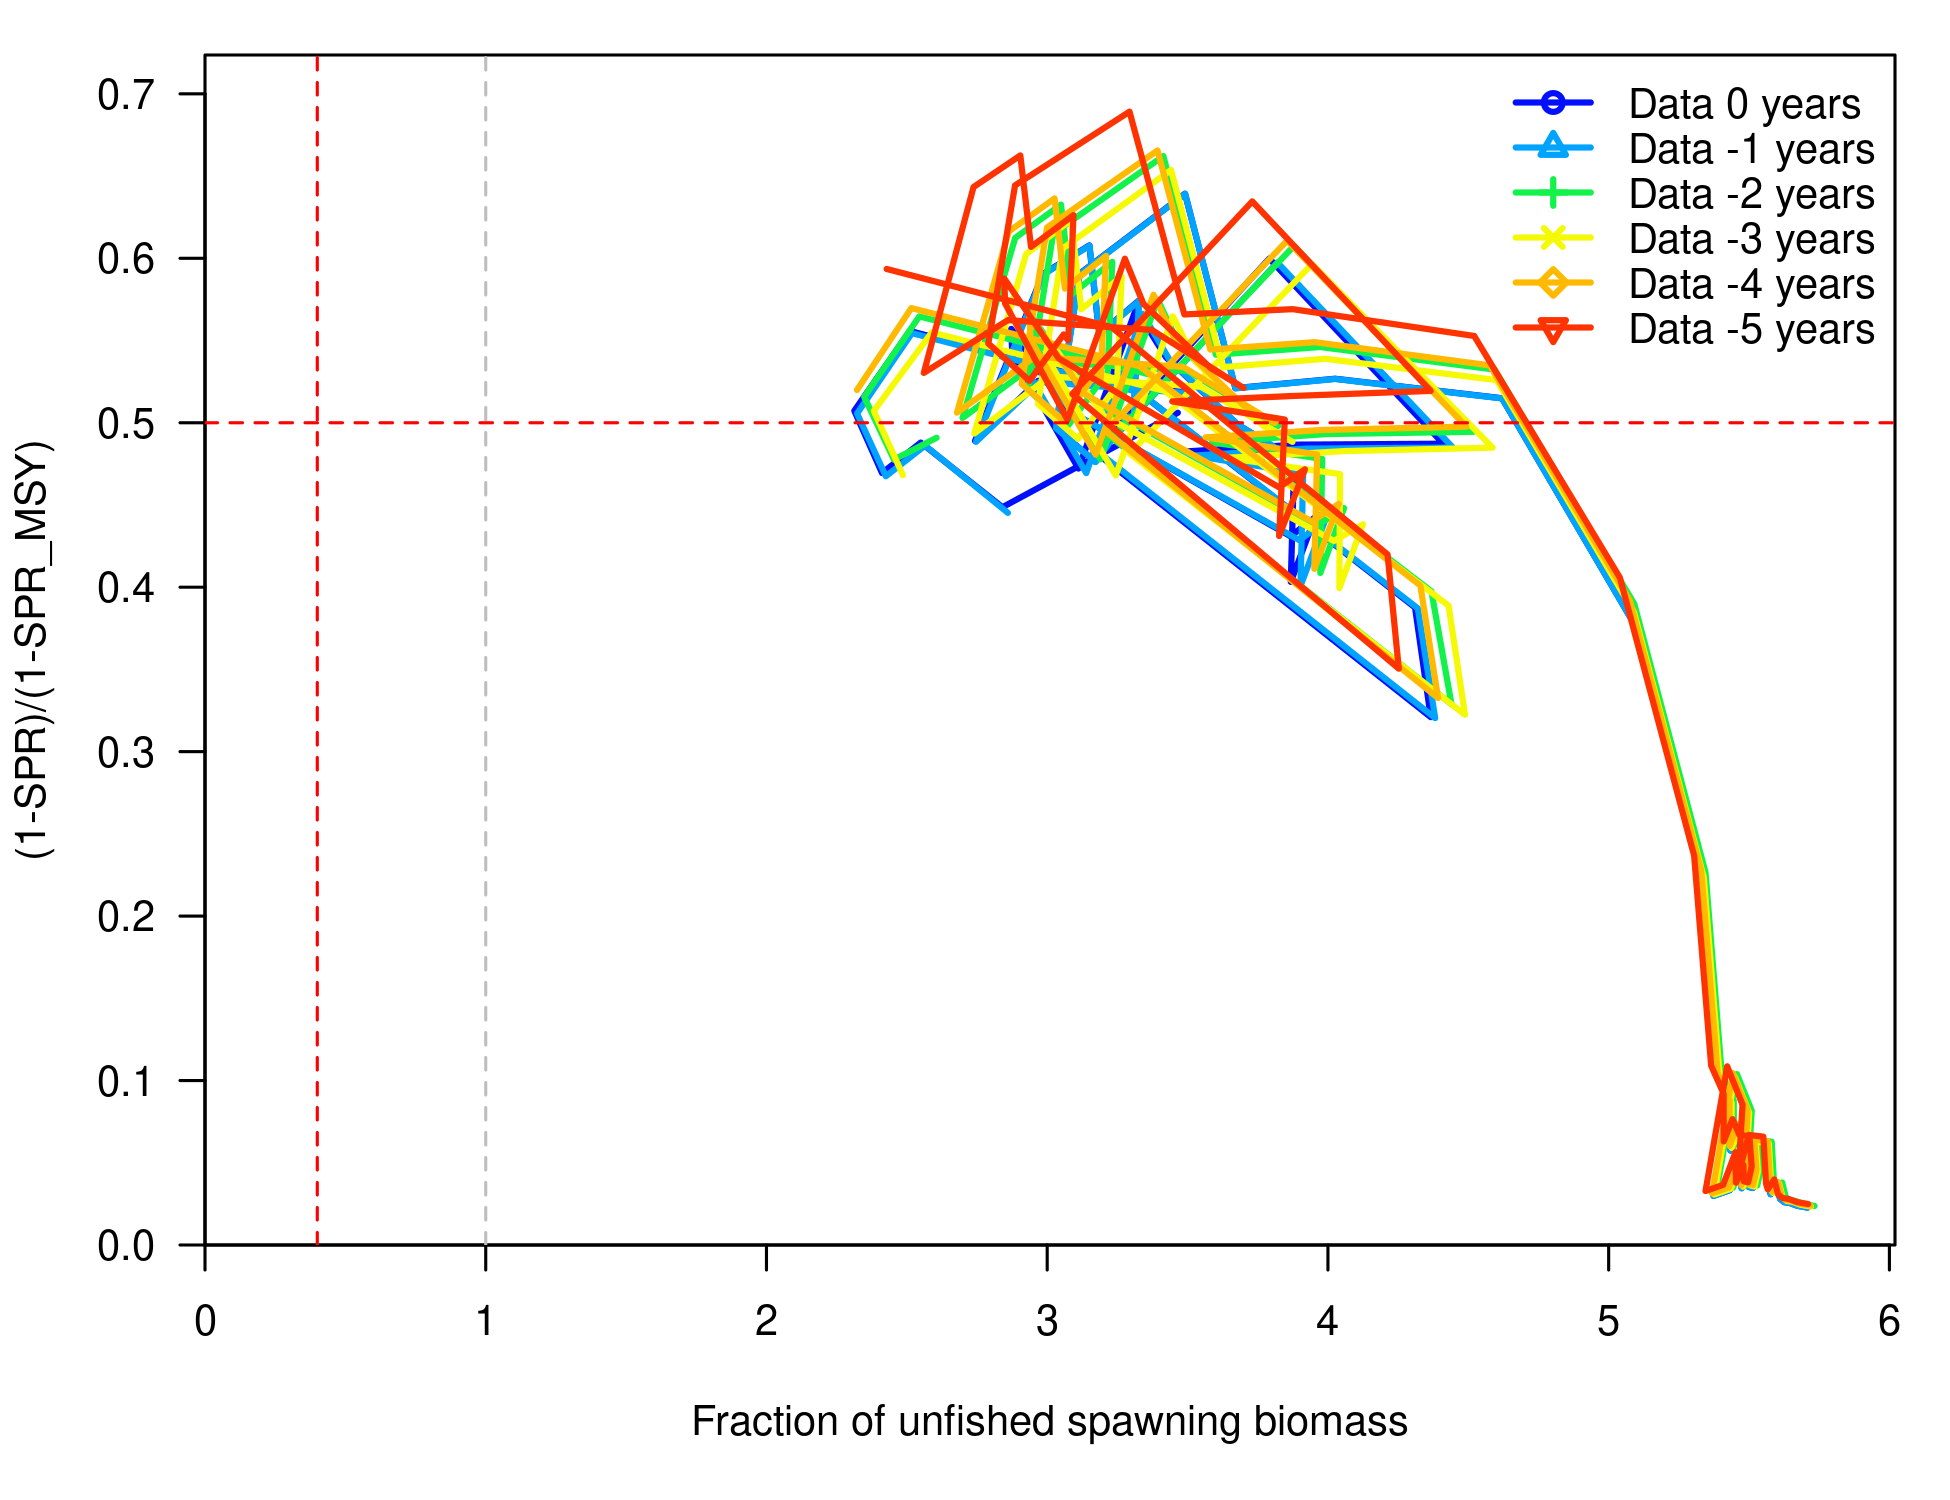 (1-SPR)/(1-SPR_MSY)
0.7
0.6
0.5
0.4
0.3
0.2
0.1
0.0
Data 0 years
Data -1 years
Data -2 years
Data -3 years
Data -4 years
Data -5 years
0 1 2 3 4 5 6
Fraction of unfished spawning biomass